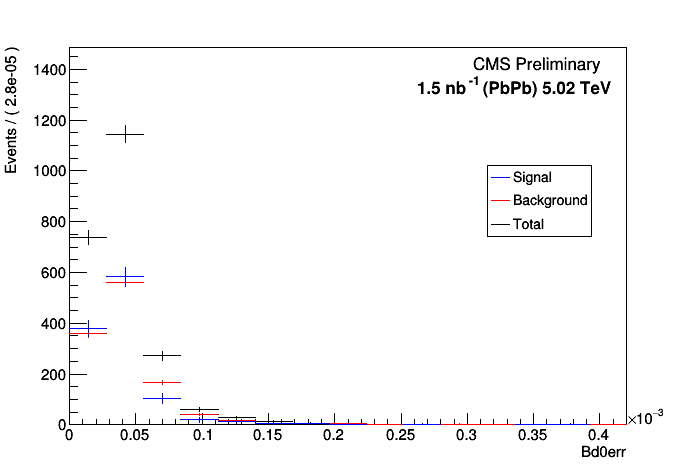 CMS Preliminary
1.5 nb⁻¹ (PbPb) 5.02 TeV
Events / ( 2.8e-05 )
1400
1200
1000
800
600
400
200
0
Signal
Background
Total
0 0.05 0.1 0.15 0.2 0.25 0.3 0.35 0.4
×10⁻³
Bd0err